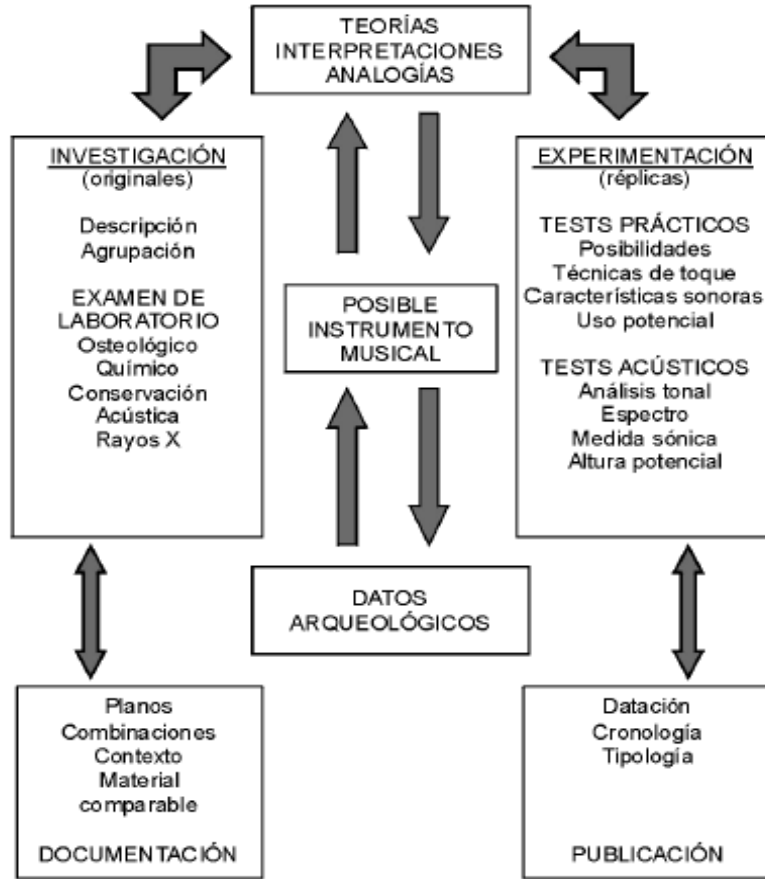 TEORÍAS
INTERPRETACIONES
ANALOGÍAS
INVESTIGACIÓN
(originales)
Descripción
Agrupación
EXAMEN DE
LABORATORIO
Osteológico
Químico
Conservación
Acústica
Rayos X
POSIBLE
INSTRUMENTO
MUSICAL
EXPERIMENTACIÓN
(réplicas)
TESTS PRÁCTICOS
Posibilidades
Técnicas de toque
Características sonoras
Uso potencial
TESTS ACÚSTICOS
Análisis tonal
Espectro
Medida sónica
Altura potencial
DATOS
ARQUEOLÓGICOS
Planos
Combinaciones
Contexto
Material
comparable
DOCUMENTACIÓN
Datación
Cronología
Tipología
PUBLICACIÓN